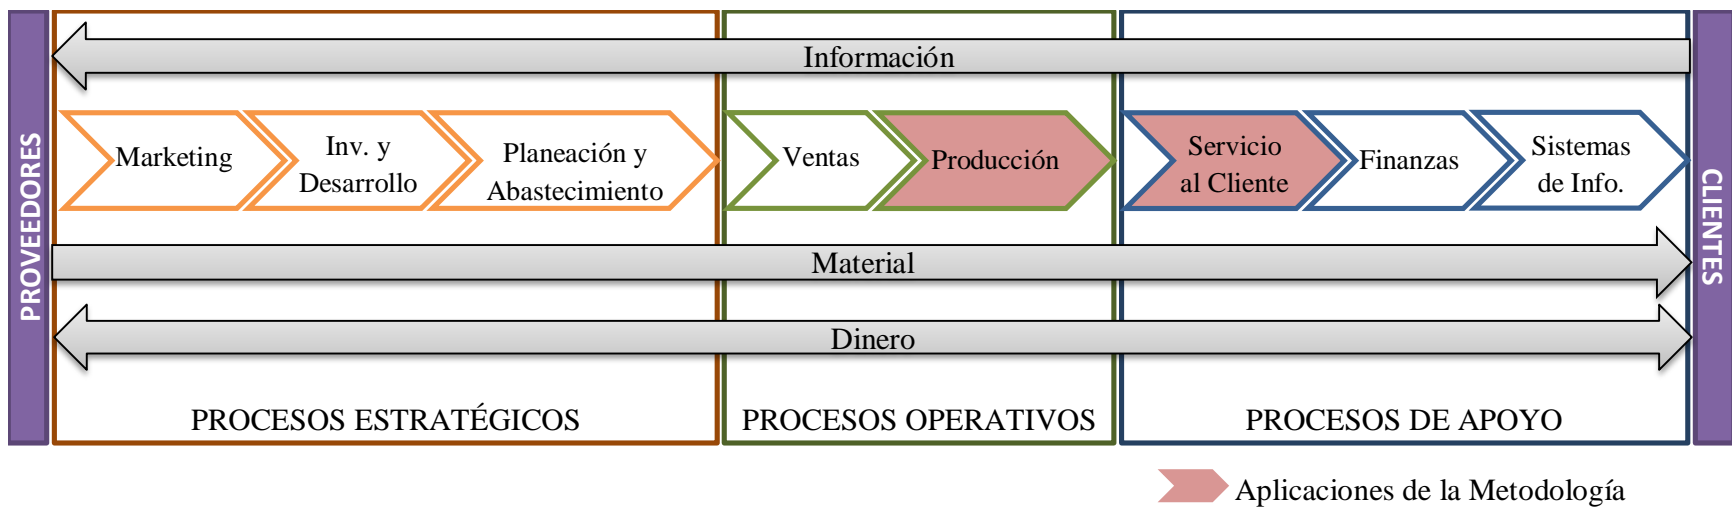 PROVEEDORES
Información
Marketing
Inv. y
Desarrollo
Planeación y
Abastecimiento
Ventas
Producción
Servicio
al Cliente
Finanzas
Sistemas
de Info.
Material
Dinero
PROCESOS ESTRATÉGICOS
PROCESOS OPERATIVOS
PROCESOS DE APOYO
CLIENTES
Aplicaciones de la Metodología